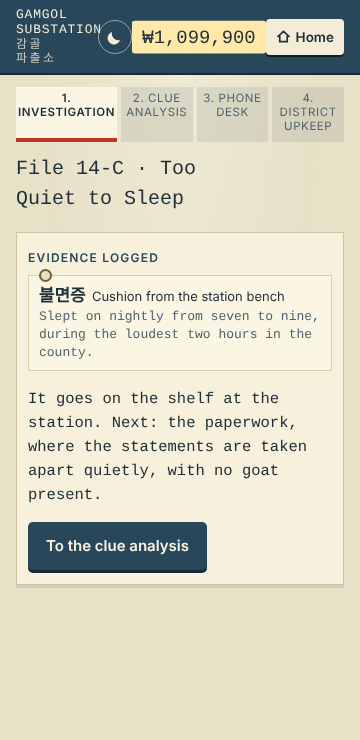 GAMGOL
SUBSTATION
감골
파출소
₩1,099,900
Home
1.
INVESTIGATION
2. CLUE
ANALYSIS
3. PHONE
DESK
4.
DISTRICT
UPKEEP
File 14-C · Too
Quiet to Sleep
EVIDENCE LOGGED
불면증 Cushion from the station bench
Slept on nightly from seven to nine,
during the loudest two hours in the
county.
It goes on the shelf at the
station. Next: the paperwork,
where the statements are taken
apart quietly, with no goat
present.
To the clue analysis